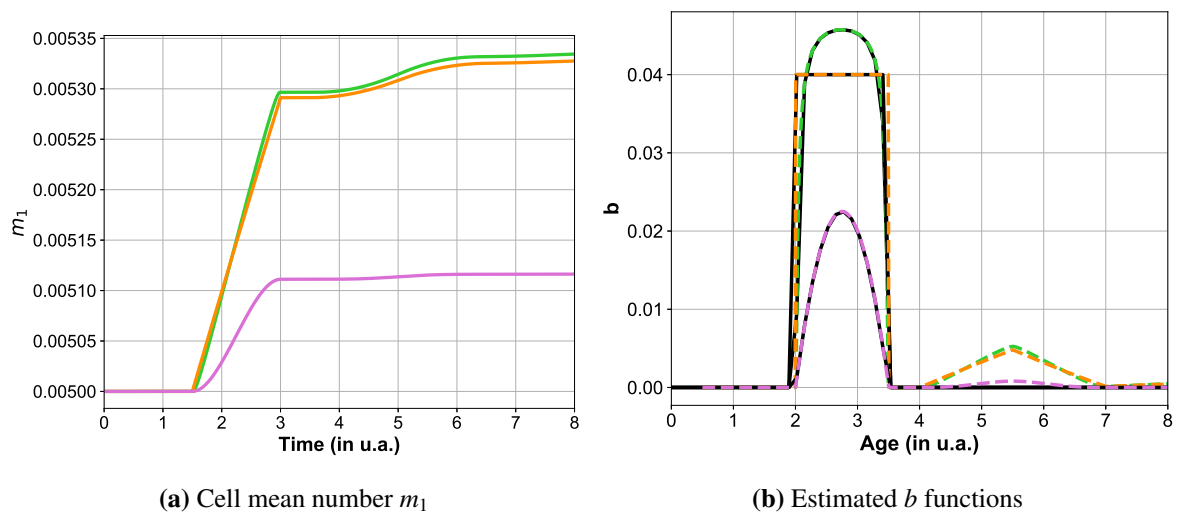 0.00535
0.00530
0.00525
0.00520
0.00515
0.00510
0.00505
0.00500
m1
0 1 2 3 4 5 6 7 8
Time (in u.a.)
(a) Cell mean number m1
0.04
0.03
0.02
0.01
0.00
b
0 1 2 3 4 5 6 7 8
Age (in u.a.)
(b) Estimated b functions